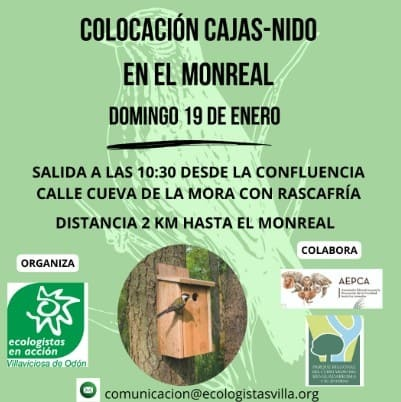 COLOCACIÓN CAJAS-NIDO
EN EL MONREAL
DOMINGO 19 DE ENERO
SALIDA A LAS 10:30 DESDE LA CONFLUENCIA
CALLE CUEVA DE LA MORA CON RASCAFRÍA
DISTANCIA 2 KM HASTA EL MONREAL
ORGANIZA
COLABORA
AEPCA
ecologistas
en acción
Villaviciosa de Odón
PARQUE REGIONAL
comunicacion@ecologistasvilla.org